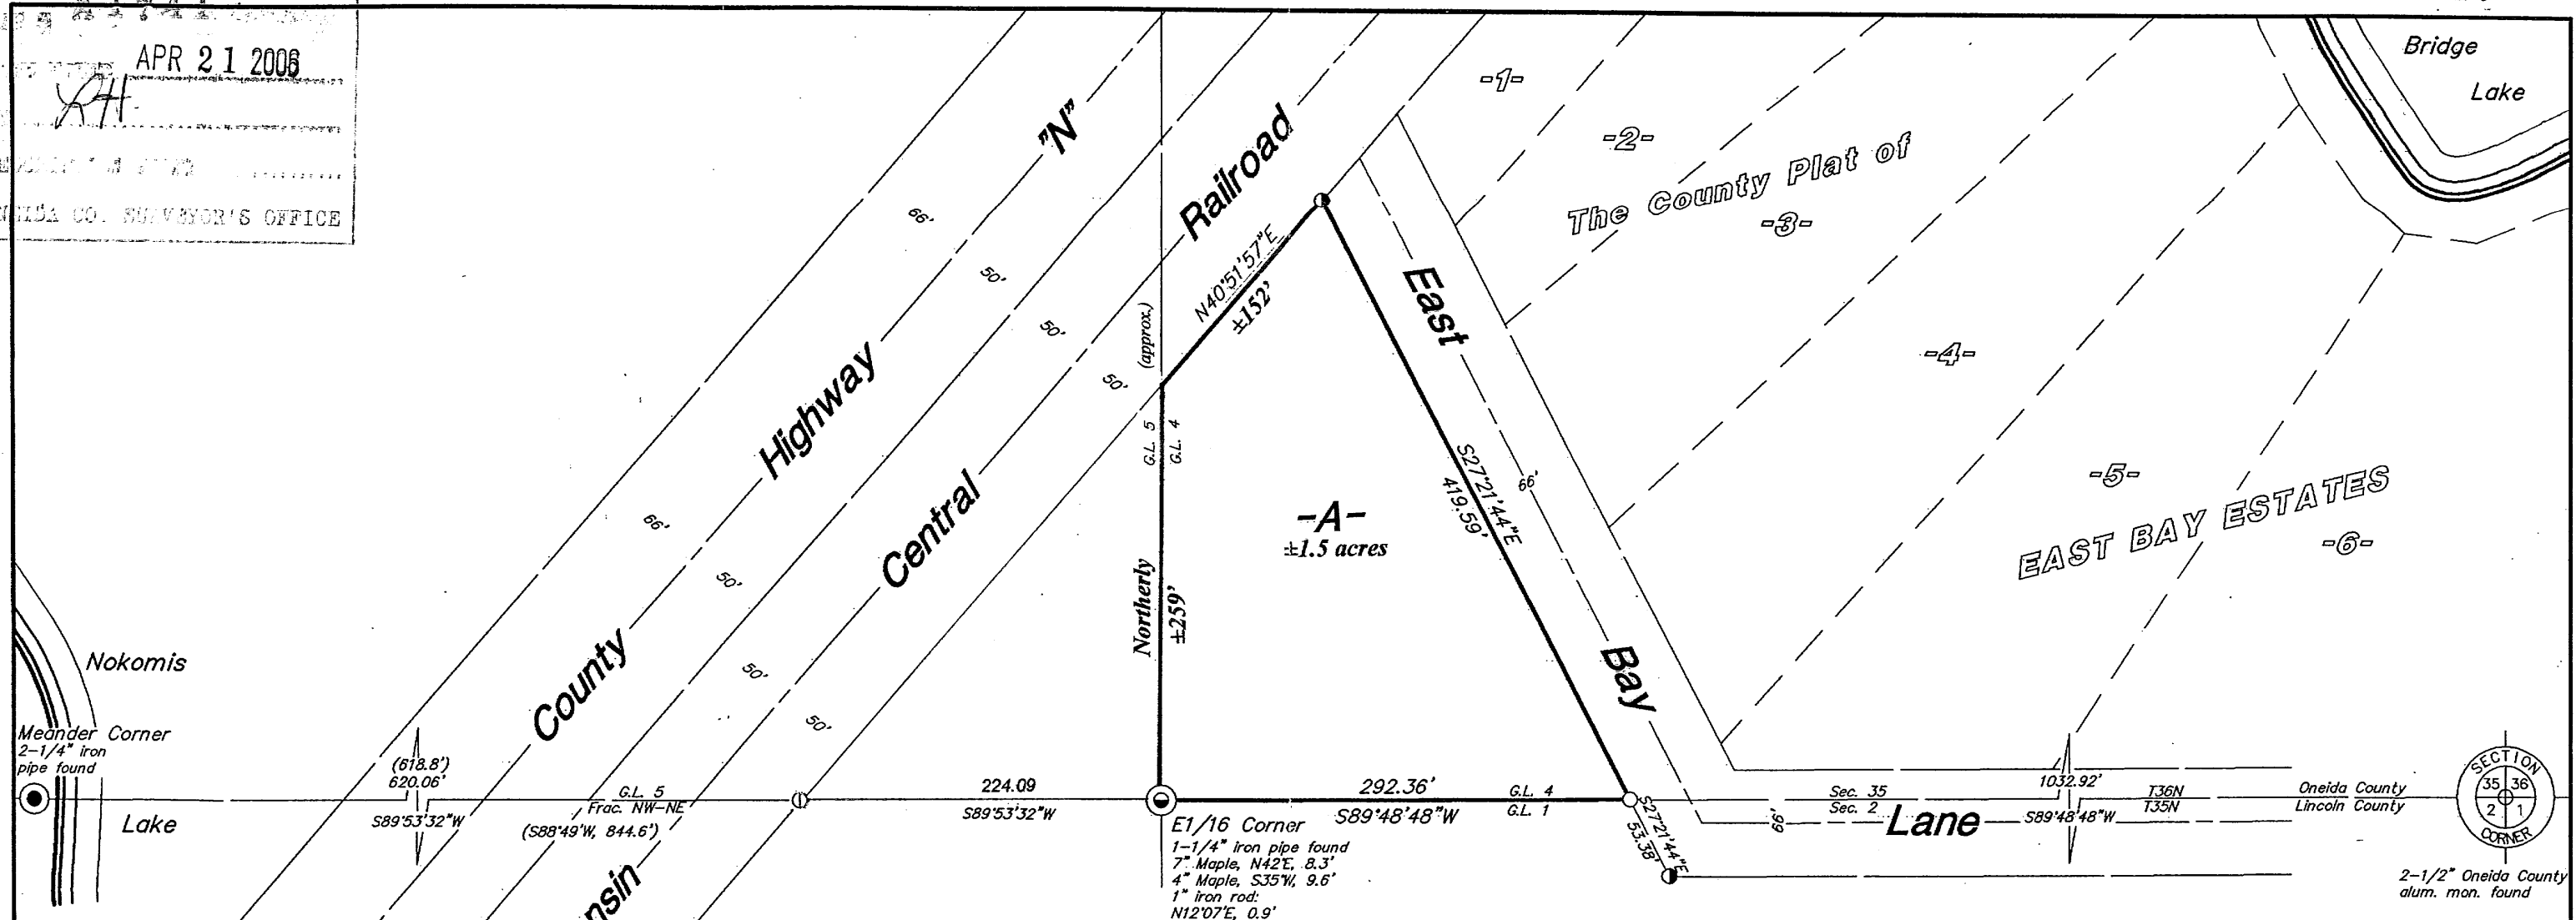 APR 21 2006
RH
CO. SURVEYOR'S OFFICE
Bridge
Lake
-1-
-2-
The County Plat of
-3-
-4-
-5-
EAST BAY ESTATES
-6-
County Highway "N"
Central Railroad
nsin
66'
50'
50'
50'
66'
50'
50'
50'
N40°51'57"E
±152'
(approx.)
G.L. 5
G.L. 4
Northerly
±259'
-A-
±1.5 acres
S27°21'44"E
419.59'
66'
East Bay Lane
Nokomis
Lake
Meander Corner
2-1/4" iron
pipe found
(618.8')
620.06'
S89°53'32"W
G.L. 5
Frac. NW-NE
(S88°49'W, 844.6')
224.09
S89°53'32"W
292.36'
S89°48'48"W
G.L. 4
G.L. 1
E1/16 Corner
1-1/4" iron pipe found
7" Maple, N42°E, 8.3'
4" Maple, S35°W, 9.6'
1" iron rod:
N12°07'E, 0.9'
S27°21'44"E
53.38'
66'
Sec. 35
Sec. 2
1032.92'
S89°48'48"W
T36N
T35N
Oneida County
Lincoln County
SECTION
35 36
2 1
CORNER
2-1/2" Oneida County
alum. mon. found